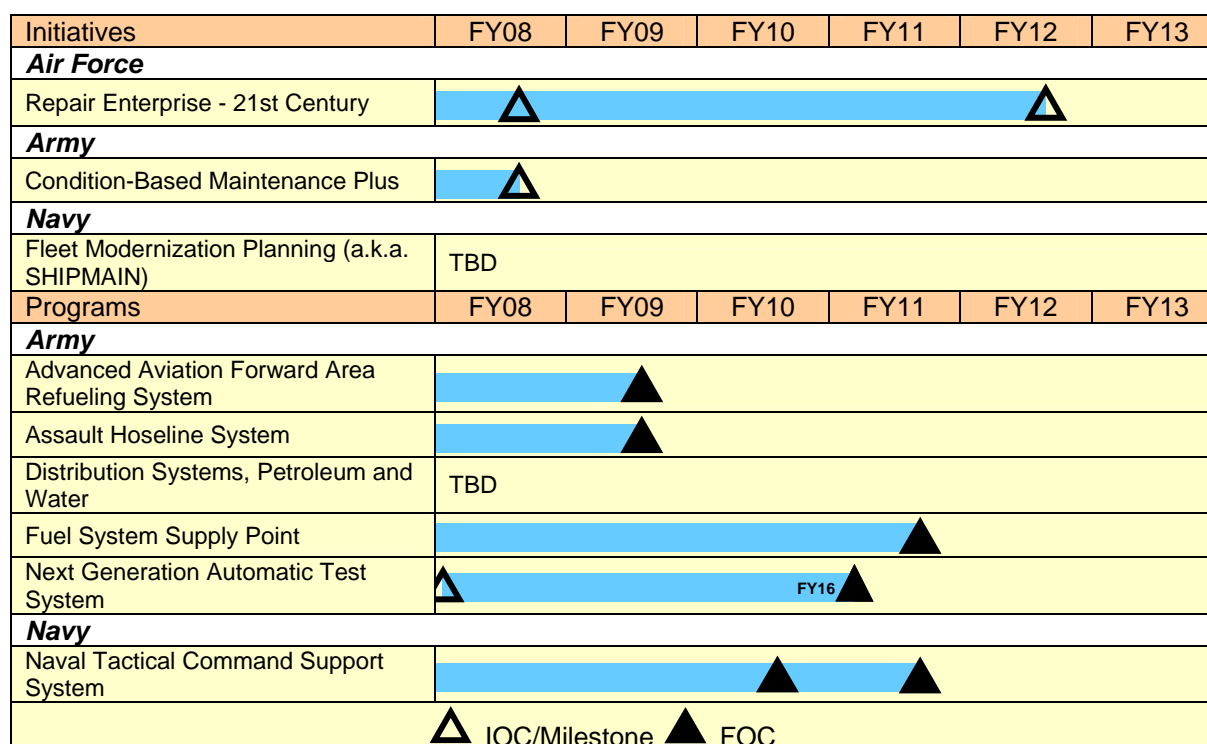 Initiatives FY08 FY09 FY10 FY11 FY12 FY13
Air Force
Repair Enterprise - 21st Century
Army
Condition-Based Maintenance Plus
Navy
Fleet Modernization Planning (a.k.a.
SHIPMAIN)
TBD
Programs FY08 FY09 FY10 FY11 FY12 FY13
Army
Advanced Aviation Forward Area
Refueling System
Assault Hoseline System
Distribution Systems, Petroleum and
Water
TBD
Fuel System Supply Point
Next Generation Automatic Test
System
FY16
Navy
Naval Tactical Command Support
System
IOC/Milestone FOC